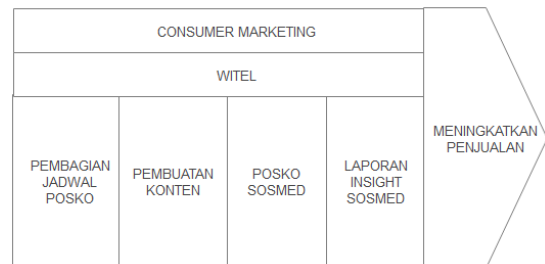 CONSUMER MARKETING
WITEL
PEMBAGIAN
JADWAL
POSKO
PEMBUATAN
KONTEN
POSKO
SOSMED
LAPORAN
INSIGHT
SOSMED
MENINGKATKAN
PENJUALAN